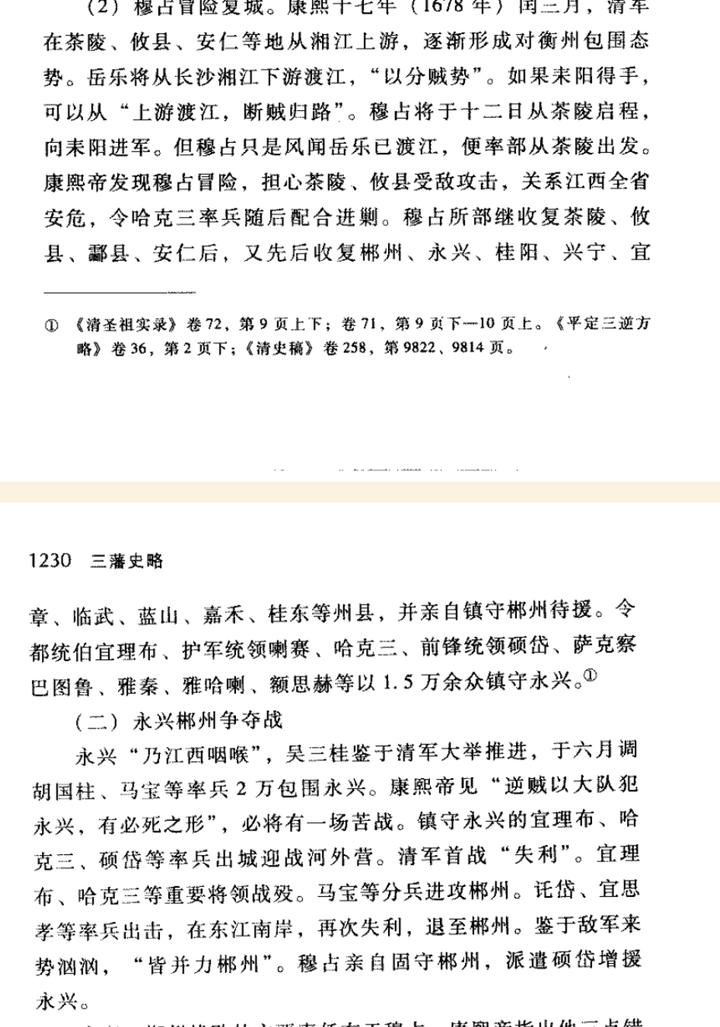 （2）穆占冒险复城。康熙十七年（1678 年）闰三月，清军
在茶陵、攸县、安仁等地从湘江上游，逐渐形成对衡州包围态
势。岳乐将从长沙湘江下游渡江，“以分贼势”。如果耒阳得手，
可以从“上游渡江，断贼归路”。穆占将于十二日从茶陵启程，
向耒阳进军。但穆占只是风闻岳乐已渡江，便率部从茶陵出发。
康熙帝发现穆占冒险，担心茶陵、攸县受敌攻击，关系江西全省
安危，令哈克三率兵随后配合进剿。穆占所部继收复茶陵、攸
县、酃县、安仁后，又先后收复郴州、永兴、桂阳、兴宁、宜
① 《清圣祖实录》卷 72，第 9 页上下；卷 71，第 9 页下—10 页上。《平定三逆方
略》卷 36，第 2 页下；《清史稿》卷 258，第 9822、9814 页。
1230 三藩史略
章、临武、蓝山、嘉禾、桂东等州县，并亲自镇守郴州待援。令
都统伯宜理布、护军统领喇赛、哈克三、前锋统领硕岱、萨克察
巴图鲁、雅秦、雅哈喇、额思赫等以 1.5 万余众镇守永兴。①
（二）永兴郴州争夺战
永兴“乃江西咽喉”，吴三桂鉴于清军大举推进，于六月调
胡国柱、马宝等率兵 2 万包围永兴。康熙帝见“逆贼以大队犯
永兴，有必死之形”，必将有一场苦战。镇守永兴的宜理布、哈
克三、硕岱等率兵出城迎战河外营。清军首战“失利”。宜理
布、哈克三等重要将领战殁。马宝等分兵进攻郴州。讬岱、宜思
孝等率兵出击，在东江南岸，再次失利，退至郴州。鉴于敌军来
势汹汹，“皆并力郴州”。穆占亲自固守郴州，派遣硕岱增援
永兴。